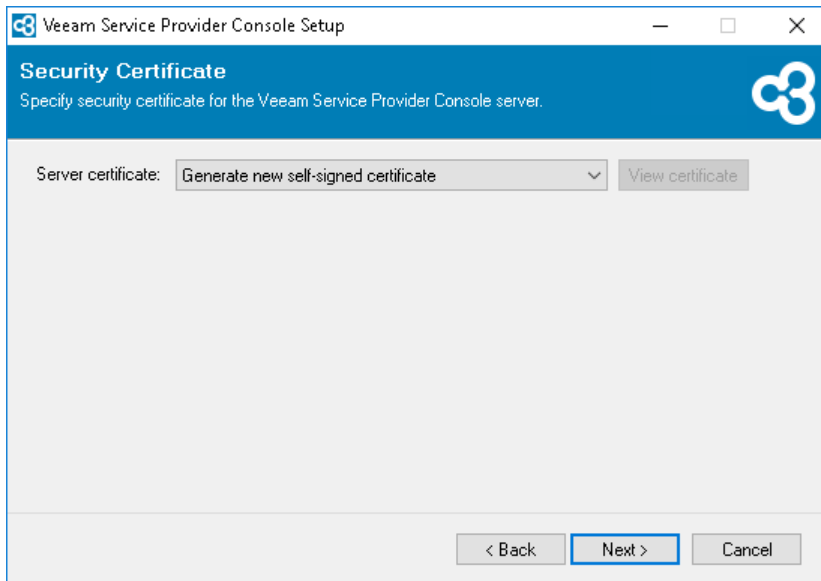 Veeam Service Provider Console Setup
Security Certificate
Specify security certificate for the Veeam Service Provider Console server.
Server certificate: Generate new self-signed certificate View certificate
< Back Next > Cancel